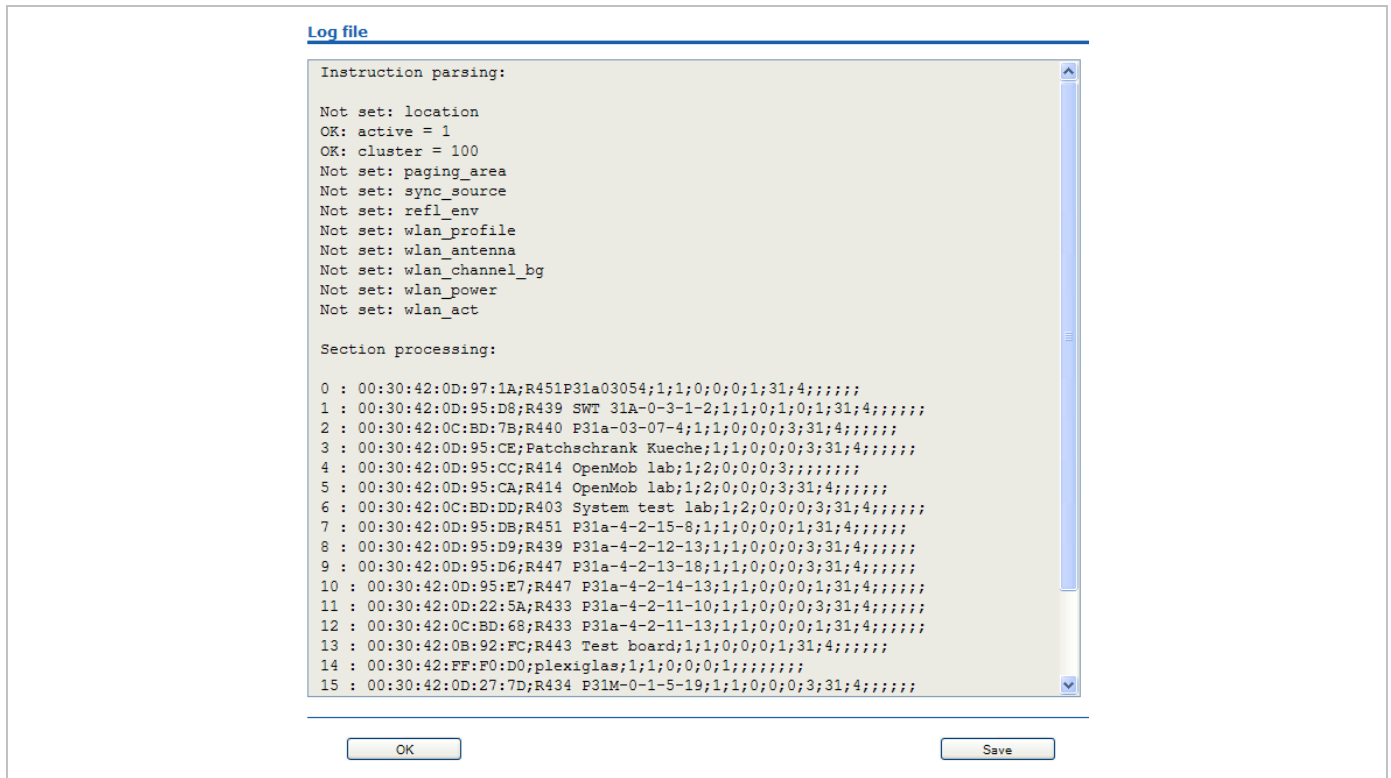 Log file
Instruction parsing:
Not set: location
OK: active = 1
OK: cluster = 100
Not set: paging_area
Not set: sync_source
Not set: refl_env
Not set: wlan_profile
Not set: wlan_antenna
Not set: wlan_channel_bg
Not set: wlan_power
Not set: wlan_act
Section processing:
0 : 00:30:42:0D:97:1A;R451P31a03054;1;1;0;0;0;1;31;4;;;;;;
1 : 00:30:42:0D:95:D8;R439 SWT 31A-0-3-1-2;1;1;0;1;0;1;31;4;;;;;;
2 : 00:30:42:0C:BD:7B;R440 P31a-03-07-4;1;1;0;0;0;3;31;4;;;;;;
3 : 00:30:42:0D:95:CE;Patchschrank Kueche;1;1;0;0;0;3;31;4;;;;;;
4 : 00:30:42:0D:95:CC;R414 OpenMob lab;1;2;0;0;0;3;;;;;;;;
5 : 00:30:42:0D:95:CA;R414 OpenMob lab;1;2;0;0;0;3;31;4;;;;;;
6 : 00:30:42:0C:BD:DD;R403 System test lab;1;2;0;0;0;3;31;4;;;;;;
7 : 00:30:42:0D:95:DB;R451 P31a-4-2-15-8;1;1;0;0;0;1;31;4;;;;;;
8 : 00:30:42:0D:95:D9;R439 P31a-4-2-12-13;1;1;0;0;0;3;31;4;;;;;;
9 : 00:30:42:0D:95:D6;R447 P31a-4-2-13-18;1;1;0;0;0;3;31;4;;;;;;
10 : 00:30:42:0D:95:E7;R447 P31a-4-2-14-13;1;1;0;0;0;1;31;4;;;;;;
11 : 00:30:42:0D:22:5A;R433 P31a-4-2-11-10;1;1;0;0;0;3;31;4;;;;;;
12 : 00:30:42:0C:BD:68;R433 P31a-4-2-11-13;1;1;0;0;0;1;31;4;;;;;;
13 : 00:30:42:0B:92:FC;R443 Test board;1;1;0;0;0;1;31;4;;;;;;
14 : 00:30:42:FF:F0:D0;plexiglas;1;1;0;0;0;1;;;;;;;;
15 : 00:30:42:0D:27:7D;R434 P31M-0-1-5-19;1;1;0;0;0;3;31;4;;;;;;
OK
Save